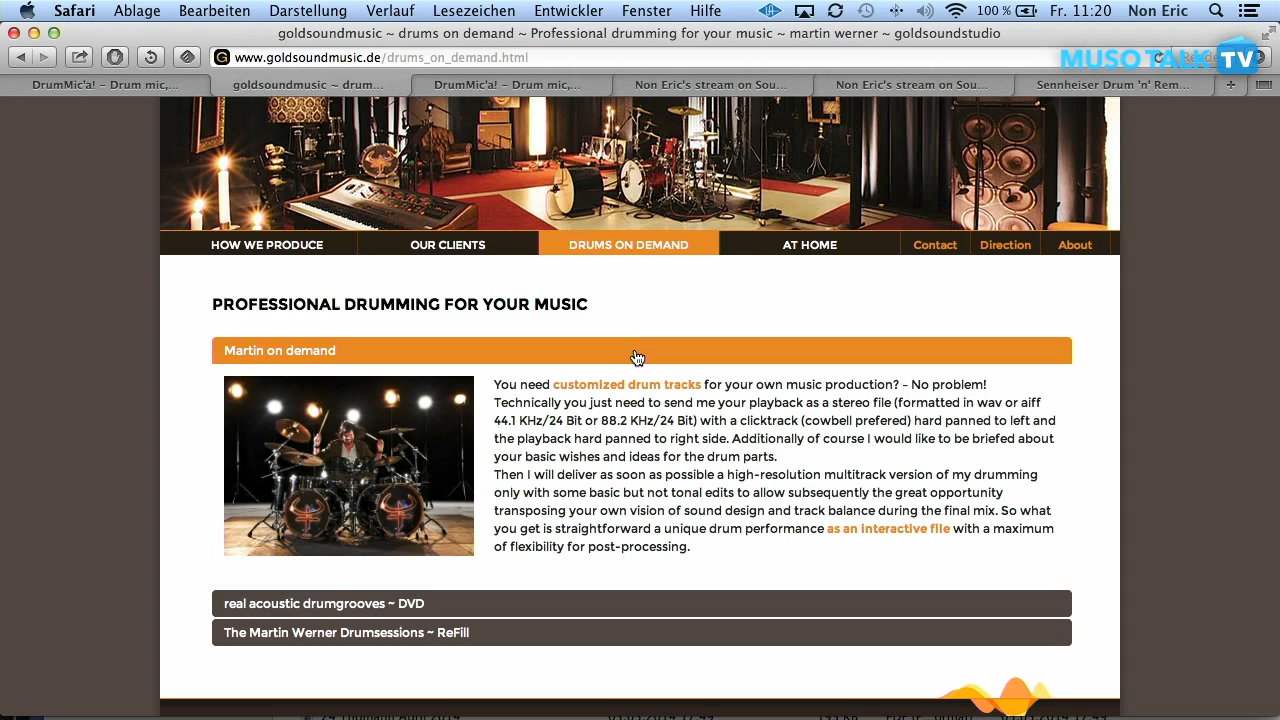 Safari Ablage Bearbeiten Darstellung Verlauf Lesezeichen Entwickler Fenster Hilfe 100 % Fr. 11:20 Non Eric
goldsoundmusic ~ drums on demand ~ Professional drumming for your music ~ martin werner ~ goldsoundstudio
www.goldsoundmusic.de/drums_on_demand.html
MUSO TALK TV
DrumMic'a! – Drum mic,... goldsoundmusic ~ drum... DrumMic'a! – Drum mic,... Non Eric's stream on Sou... Non Eric's stream on Sou... Sennheiser Drum 'n' Rem...
HOW WE PRODUCE OUR CLIENTS DRUMS ON DEMAND AT HOME Contact Direction About
PROFESSIONAL DRUMMING FOR YOUR MUSIC
Martin on demand
You need customized drum tracks for your own music production? – No problem!
Technically you just need to send me your playback as a stereo file (formatted in wav or aiff
44.1 KHz/24 Bit or 88.2 KHz/24 Bit) with a clicktrack (cowbell prefered) hard panned to left and
the playback hard panned to right side. Additionally of course I would like to be briefed about
your basic wishes and ideas for the drum parts.
Then I will deliver as soon as possible a high-resolution multitrack version of my drumming
only with some basic but not tonal edits to allow subsequently the great opportunity
transposing your own vision of sound design and track balance during the final mix. So what
you get is straightforward a unique drum performance as an interactive file with a maximum
of flexibility for post-processing.
real acoustic drumgrooves ~ DVD
The Martin Werner Drumsessions ~ ReFill